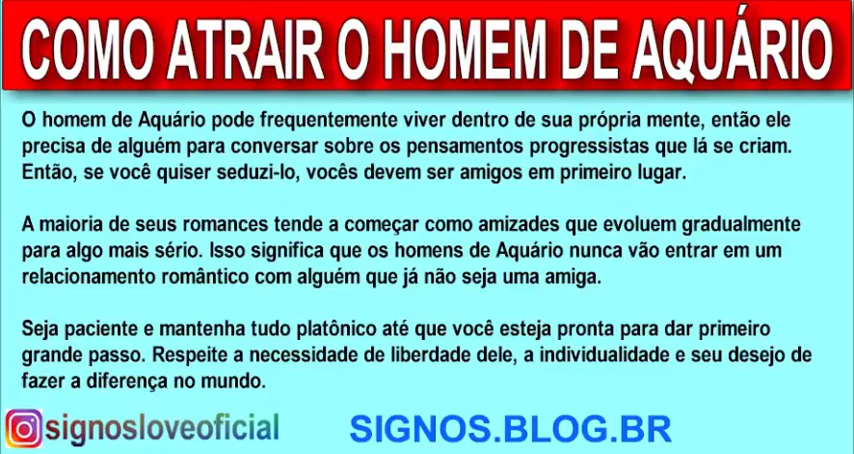 COMO ATRAIR O HOMEM DE AQUÁRIO
O homem de Aquário pode frequentemente viver dentro de sua própria mente, então ele
precisa de alguém para conversar sobre os pensamentos progressistas que lá se criam.
Então, se você quiser seduzi-lo, vocês devem ser amigos em primeiro lugar.
A maioria de seus romances tende a começar como amizades que evoluem gradualmente
para algo mais sério. Isso significa que os homens de Aquário nunca vão entrar em um
relacionamento romântico com alguém que já não seja uma amiga.
Seja paciente e mantenha tudo platônico até que você esteja pronta para dar primeiro
grande passo. Respeite a necessidade de liberdade dele, a individualidade e seu desejo de
fazer a diferença no mundo.
signosloveoficial SIGNOS.BLOG.BR